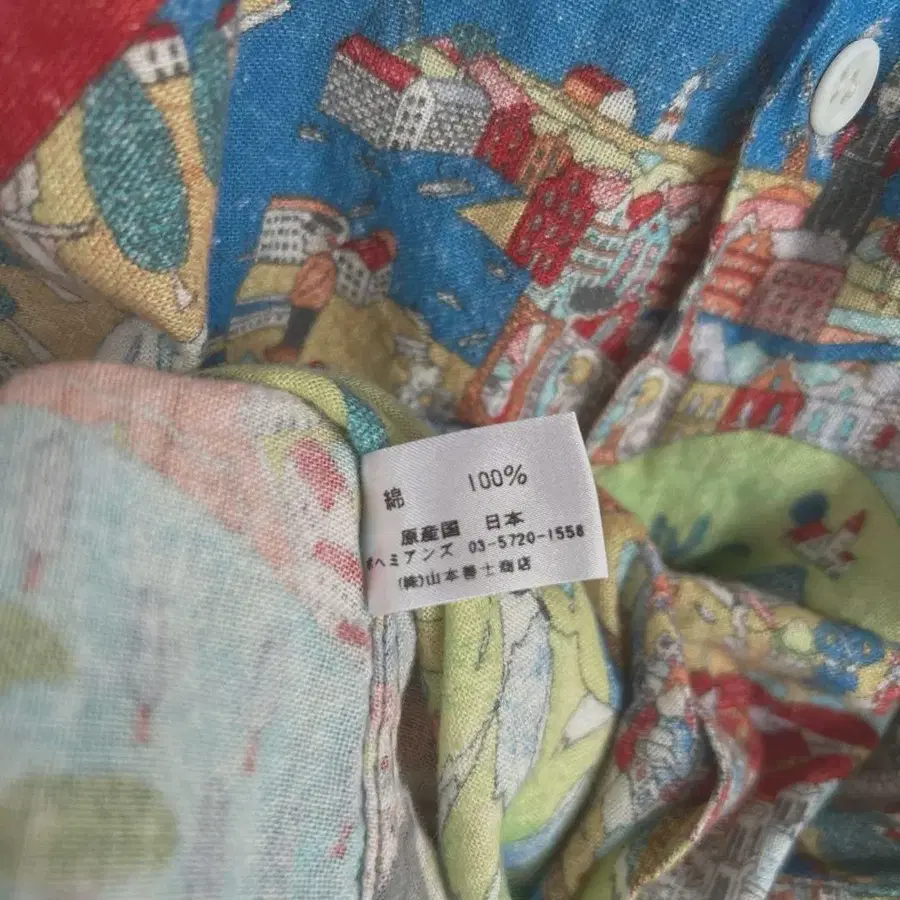 綿 100%
原産国 日本
ボヘミアンズ 03-5720-1558
(株)山本善士商店